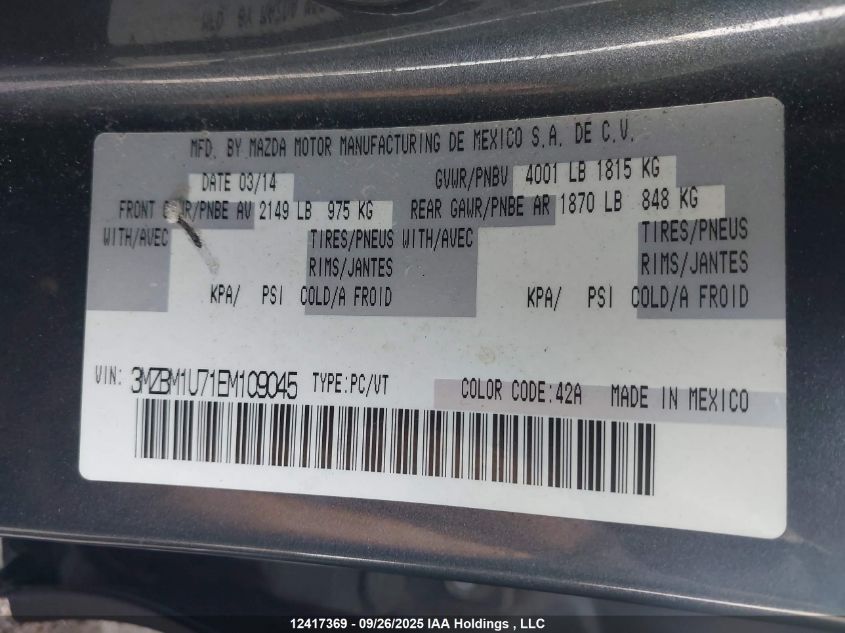 MFD. BY MAZDA MOTOR MANUFACTURING DE MEXICO S.A. DE C.V.
DATE 03/14 GVWR/PNBV 4001 LB 1815 KG
FRONT GAWR/PNBE AV 2149 LB 975 KG REAR GAWR/PNBE AR 1870 LB 848 KG
WITH/AVEC TIRES/PNEUS WITH/AVEC TIRES/PNEUS
RIMS/JANTES RIMS/JANTES
KPA/ PSI COLD/A FROID KPA/ PSI COLD/A FROID
VIN: 3MZBM1U71EM109045 TYPE:PC/VT COLOR CODE:42A MADE IN MEXICO
12417369 - 09/26/2025 IAA Holdings , LLC